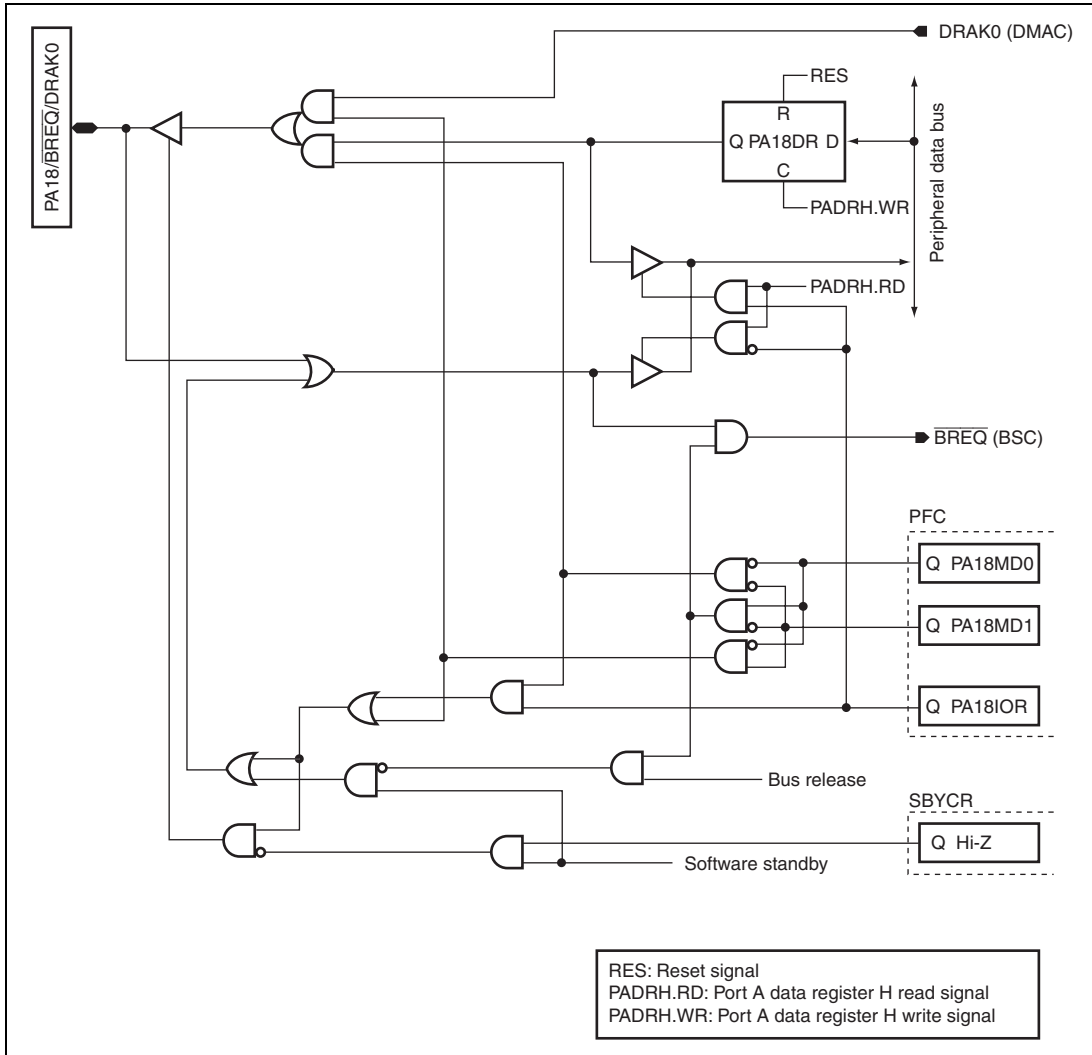 PA18/BREQ/DRAK0
DRAK0 (DMAC)
RES
R
Q PA18DR D
C
PADRH.WR
Peripheral data bus
PADRH.RD
BREQ (BSC)
PFC
Q PA18MD0
Q PA18MD1
Q PA18IOR
Bus release
SBYCR
Q Hi-Z
Software standby
RES: Reset signal
PADRH.RD: Port A data register H read signal
PADRH.WR: Port A data register H write signal